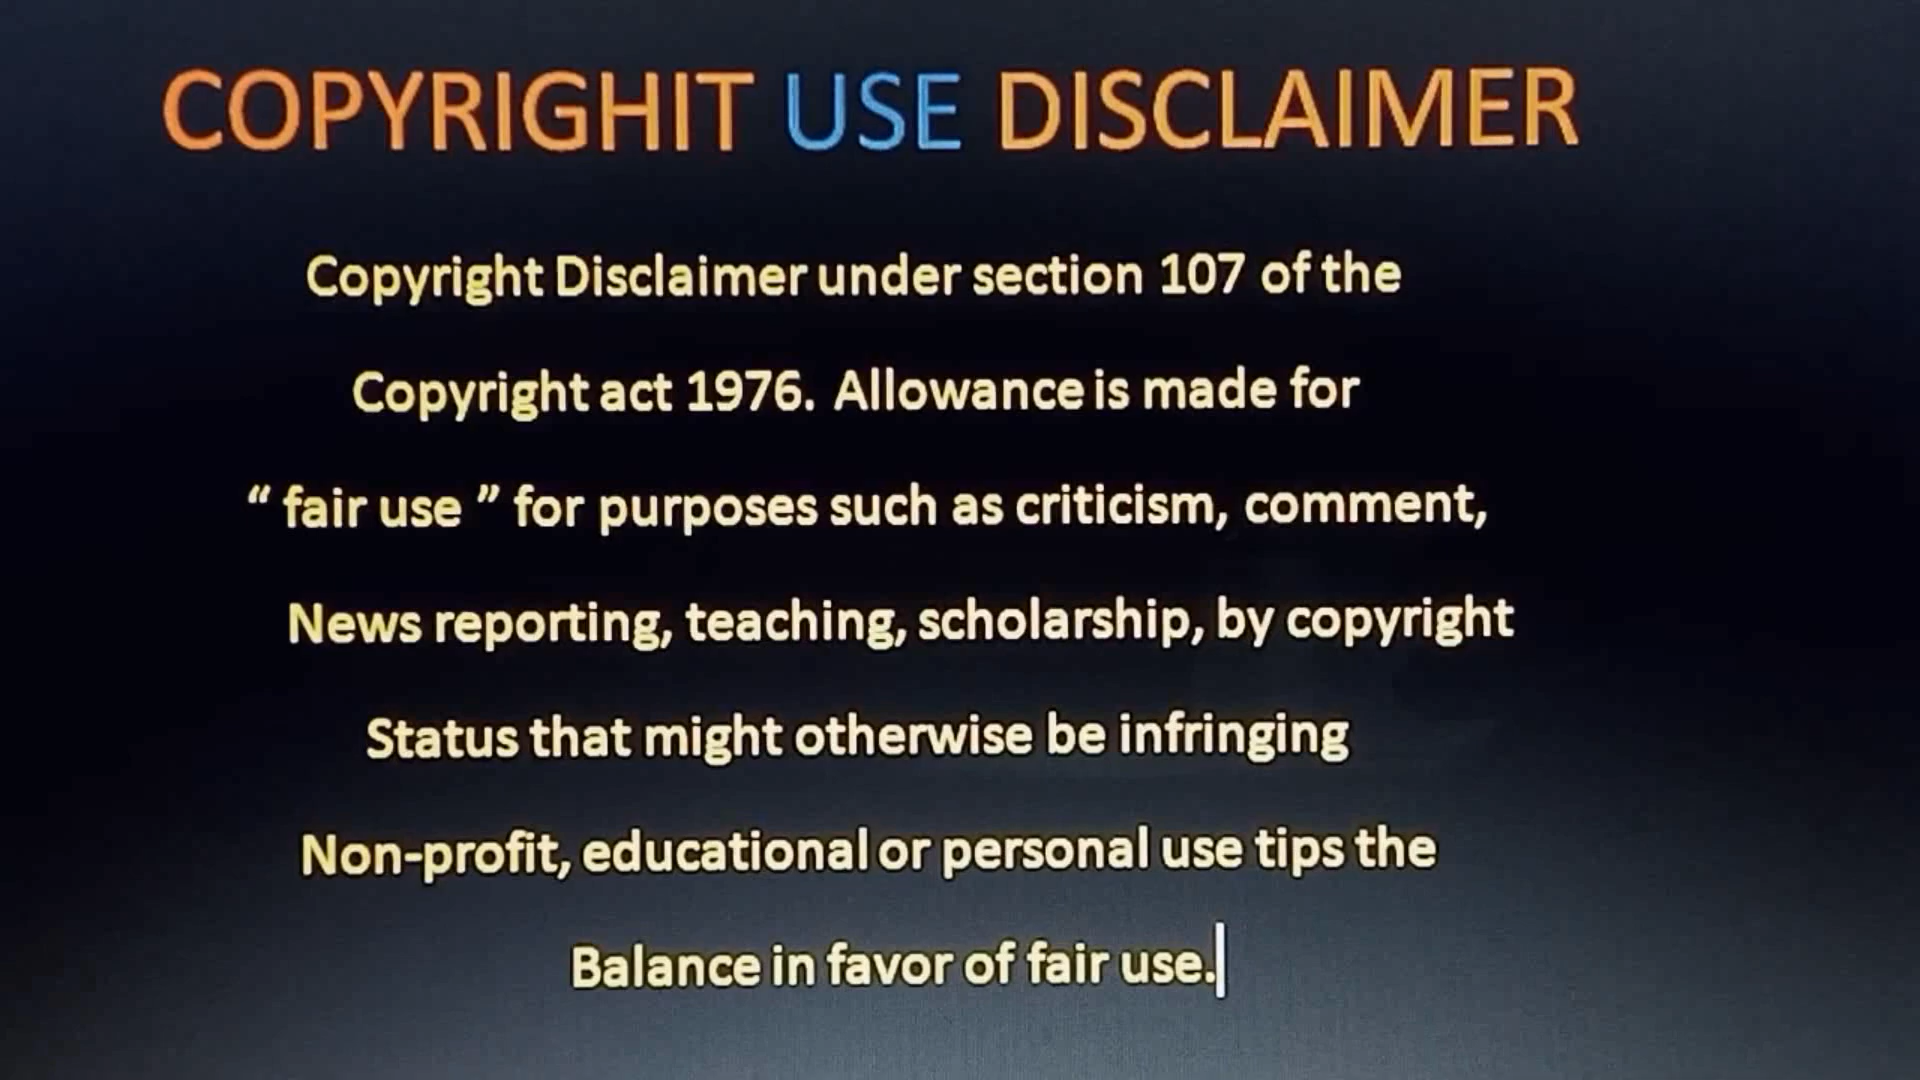 COPYRIGHIT USE DISCLAIMER
Copyright Disclaimer under section 107 of the
Copyright act 1976. Allowance is made for
“ fair use ” for purposes such as criticism, comment,
News reporting, teaching, scholarship, by copyright
Status that might otherwise be infringing
Non-profit, educational or personal use tips the
Balance in favor of fair use.